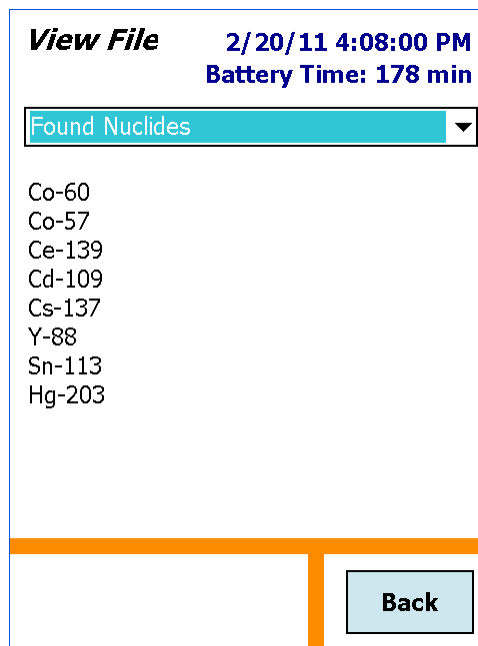 View File
2/20/11 4:08:00 PM
Battery Time: 178 min
Found Nuclides
Co-60
Co-57
Ce-139
Cd-109
Cs-137
Y-88
Sn-113
Hg-203
Back